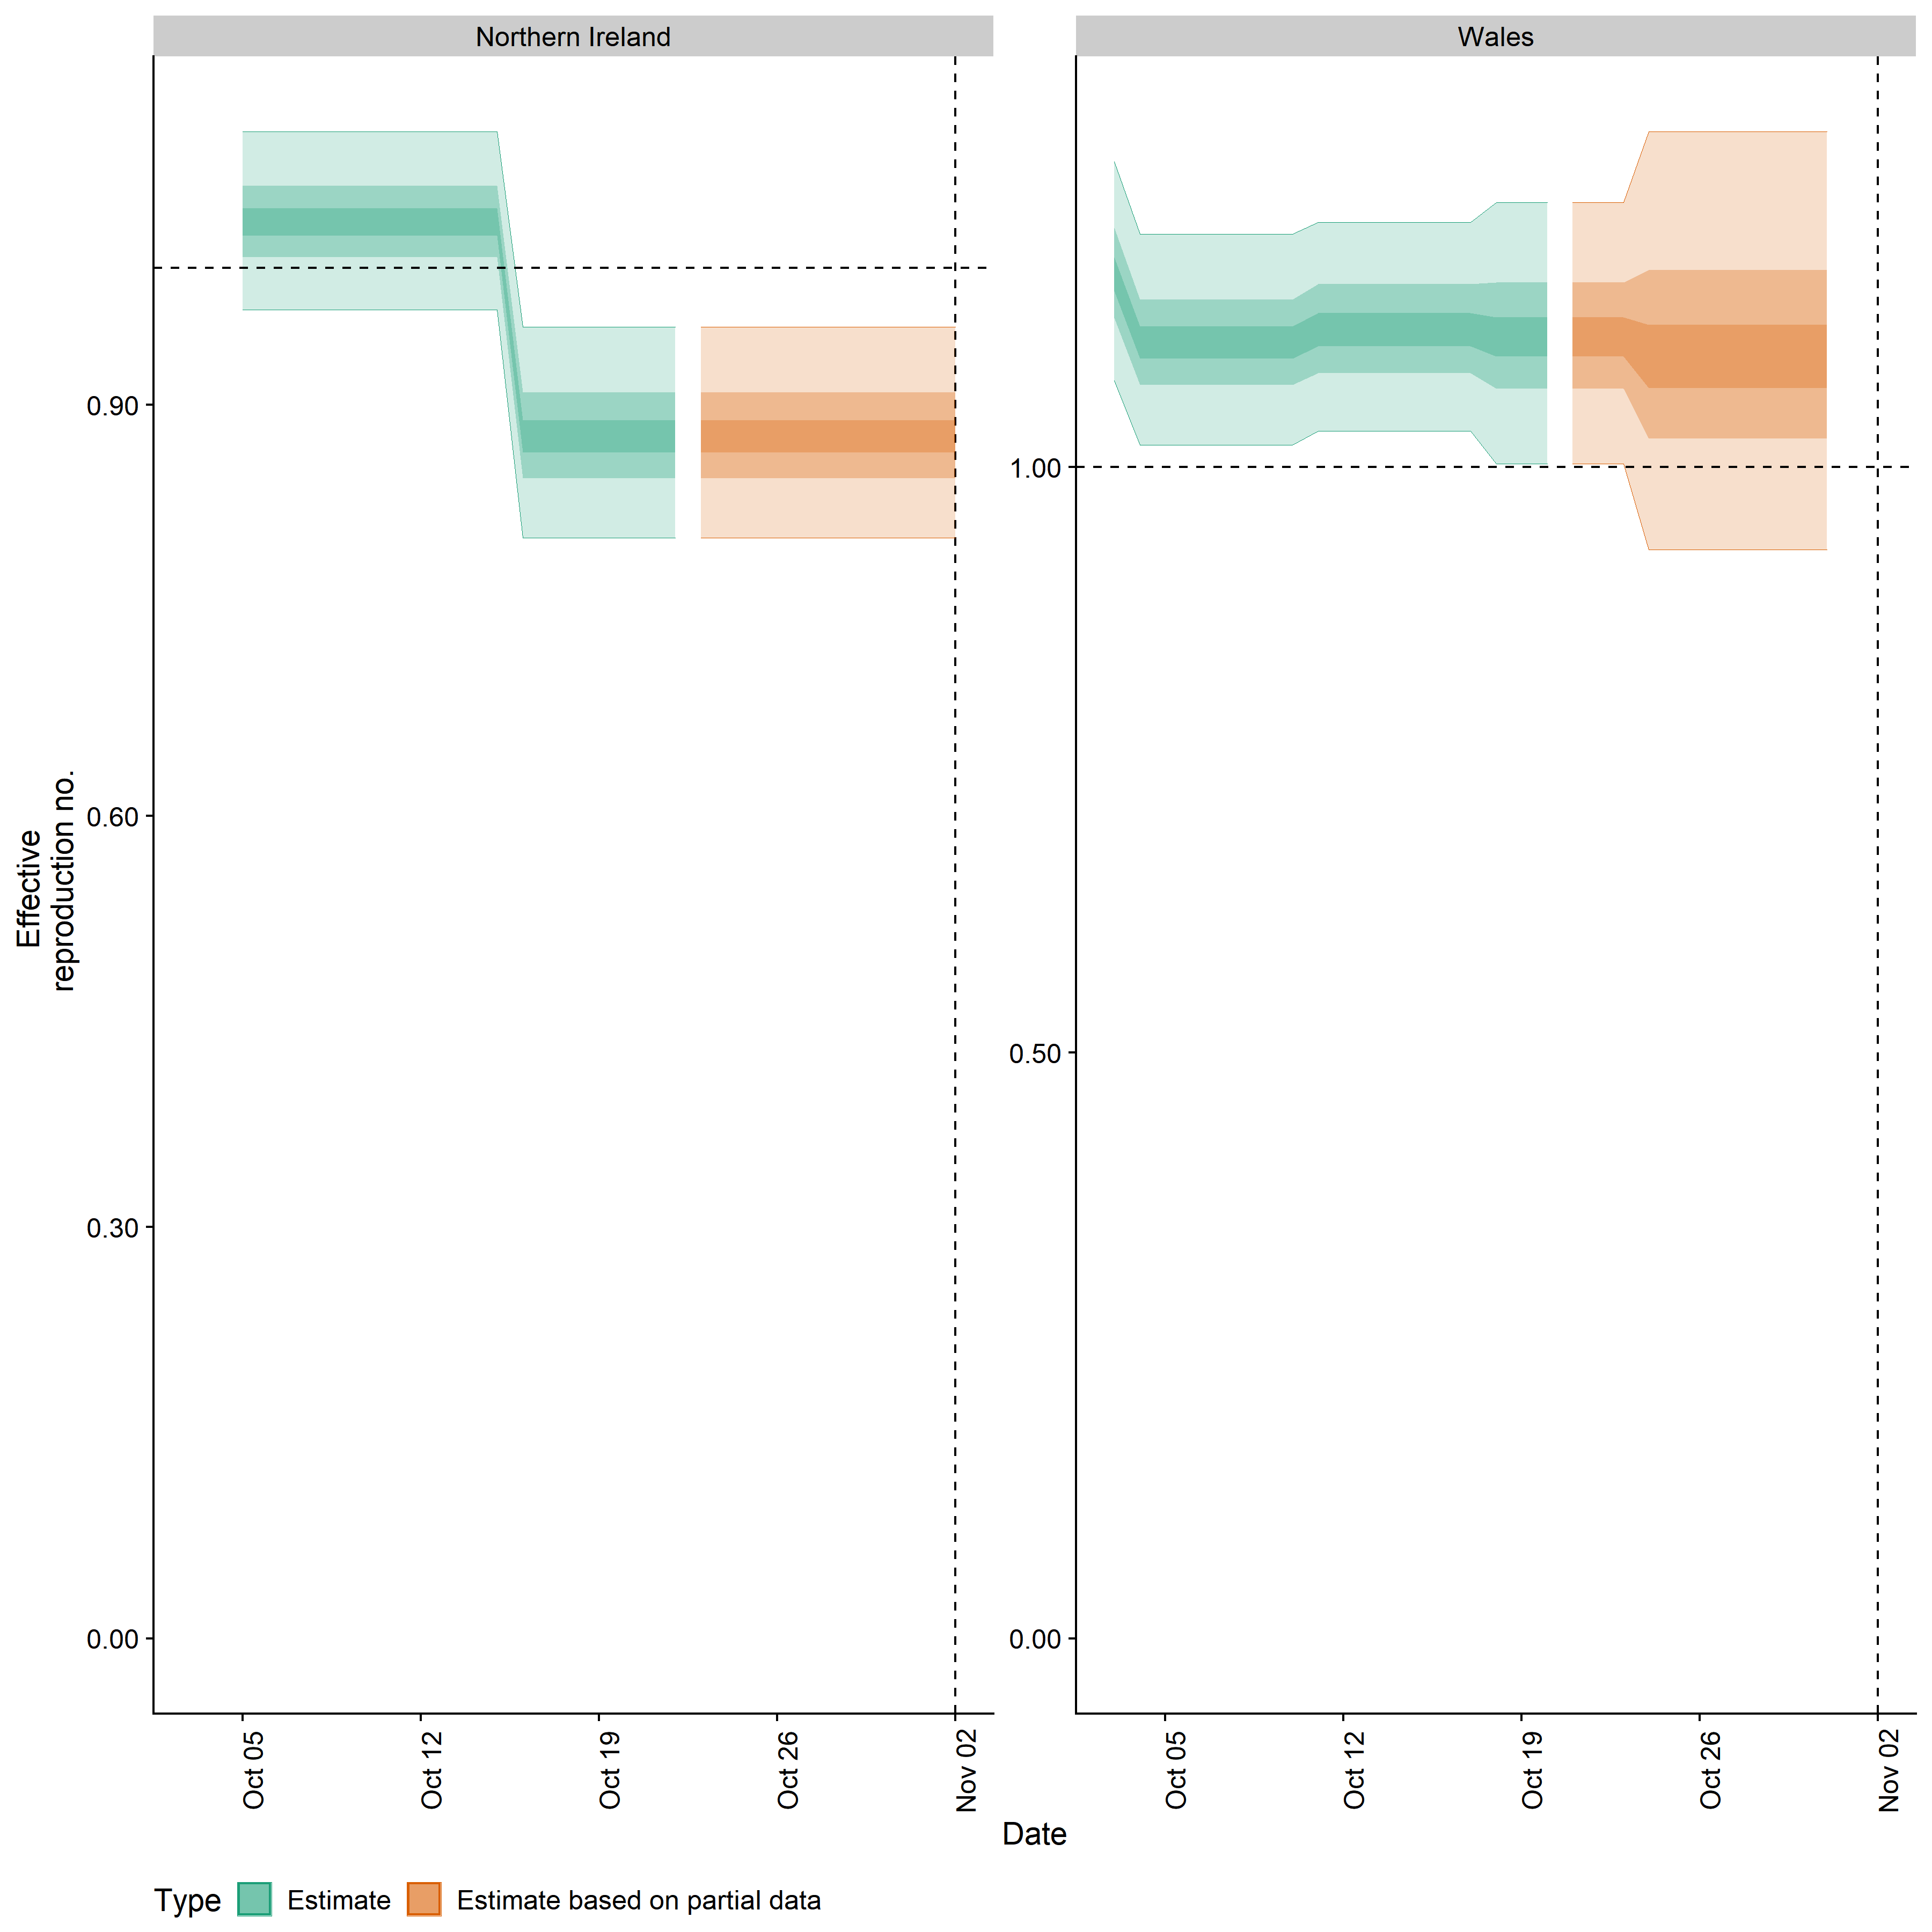 Northern Ireland
Wales
Effective
reproduction no.
0.90
0.60
0.30
0.00
1.00
0.50
0.00
Oct 05
Oct 12
Oct 19
Oct 26
Nov 02
Oct 05
Oct 12
Oct 19
Oct 26
Nov 02
Date
Type Estimate Estimate based on partial data